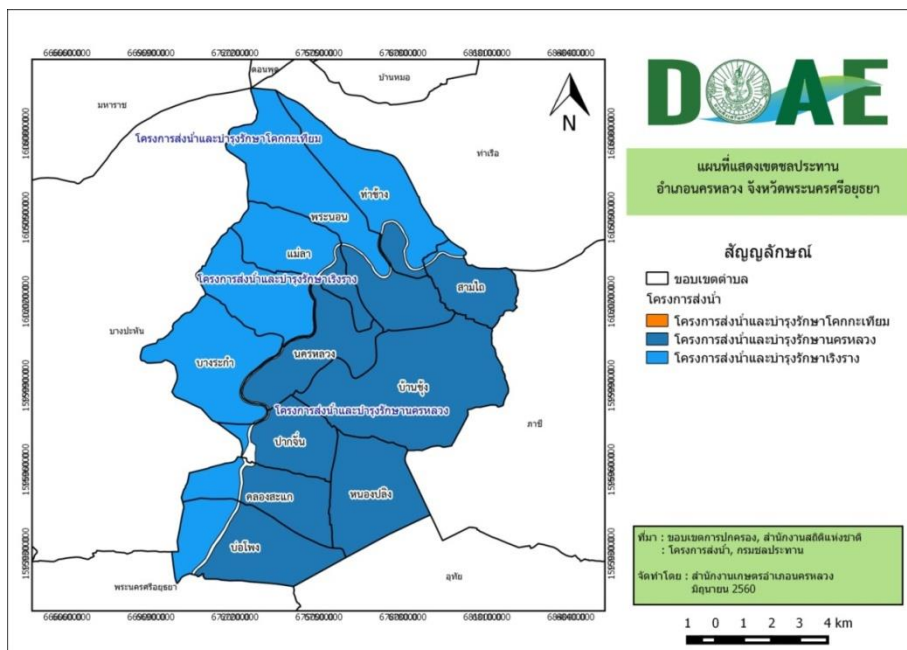 DOAE
แผนที่แสดงเขตชลประทาน
อำเภอนครหลวง จังหวัดพระนครศรีอยุธยา
สัญญลักษณ์
ขอบเขตตำบล
โครงการส่งน้ำ
โครงการส่งน้ำและบำรุงรักษาโคกกะเทียม
โครงการส่งน้ำและบำรุงรักษานครหลวง
โครงการส่งน้ำและบำรุงรักษาเริงราง
ที่มา : ขอบเขตการปกครอง, สำนักงานสถิติแห่งชาติ
: โครงการส่งน้ำ, กรมชลประทาน
จัดทำโดย : สำนักงานเกษตรอำเภอนครหลวง
มิถุนายน 2560
1 0 1 2 3 4 km
N
ดอนพุด
บ้านหมอ
มหาราช
โครงการส่งน้ำและบำรุงรักษาโคกกะเทียม
ท่าเรือ
ท่าช้าง
พระนอน
แม่ลา
โครงการส่งน้ำและบำรุงรักษาเริงราง
สามไถ
บางปะหัน
บางระกำ
นครหลวง
บ้านชุ้ง
โครงการส่งน้ำและบำรุงรักษานครหลวง
ภาชี
ปากจั่น
คลองสะแก
หนองปลิง
บ่อโพง
พระนครศรีอยุธยา
อุทัย